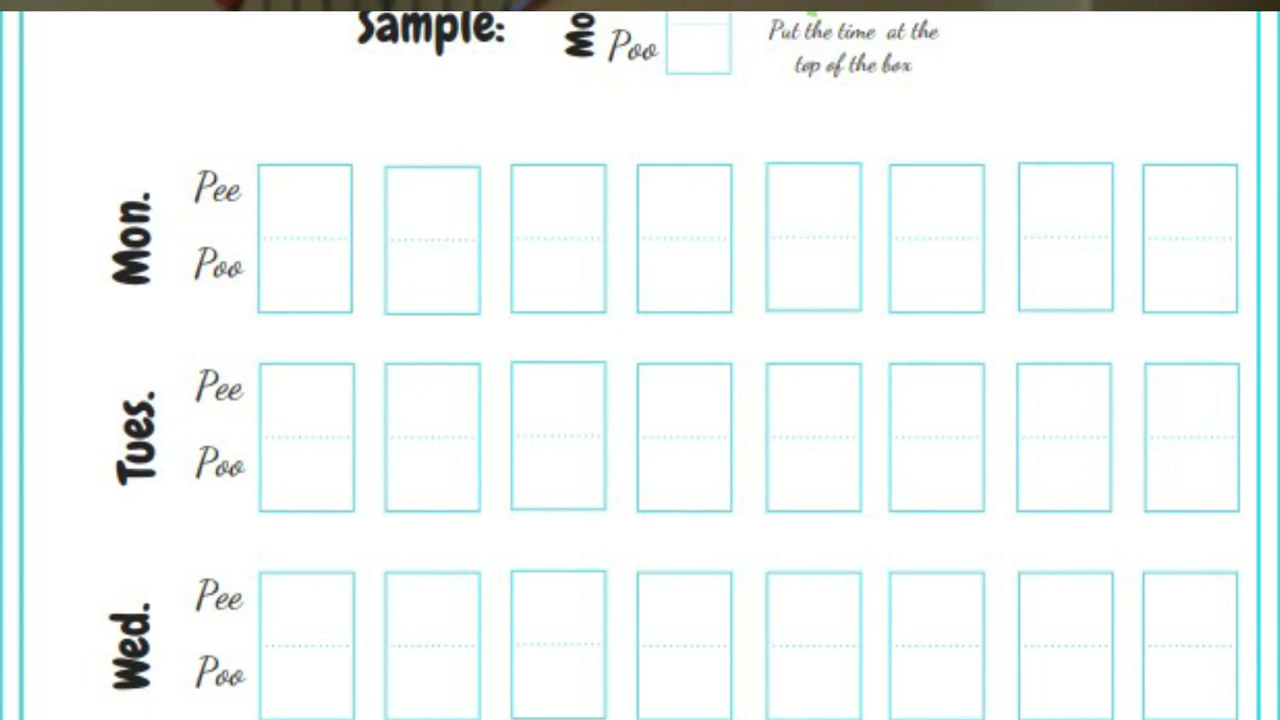 Sample:
Mo
Poo
Put the time at the
top of the box
Mon.
Pee
Poo
Tues.
Pee
Poo
Wed.
Pee
Poo